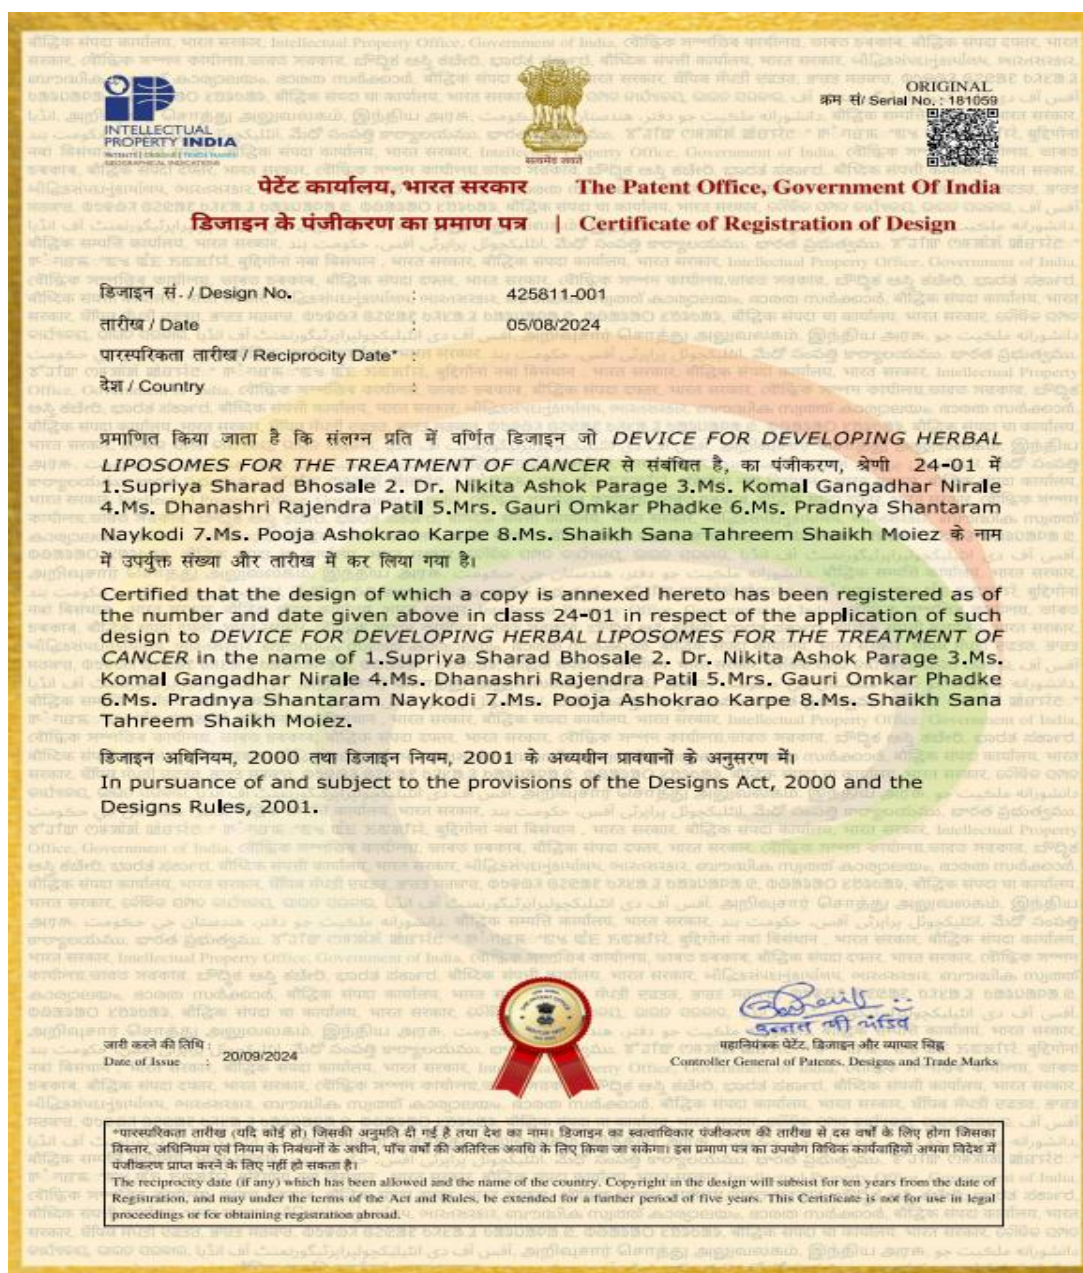 ORIGINAL
क्रम सं/ Serial No. : 181059
INTELLECTUAL
PROPERTY INDIA
PATENTS | DESIGNS | TRADE MARKS
GEOGRAPHICAL INDICATIONS
सत्यमेव जयते
पेटेंट कार्यालय, भारत सरकार The Patent Office, Government Of India
डिजाइन के पंजीकरण का प्रमाण पत्र | Certificate of Registration of Design
डिजाइन सं. / Design No. : 425811-001
तारीख / Date : 05/08/2024
पारस्परिकता तारीख / Reciprocity Date* :
देश / Country :
प्रमाणित किया जाता है कि संलग्न प्रति में वर्णित डिजाइन जो DEVICE FOR DEVELOPING HERBAL
LIPOSOMES FOR THE TREATMENT OF CANCER से संबंधित है, का पंजीकरण, श्रेणी 24-01 में
1.Supriya Sharad Bhosale 2. Dr. Nikita Ashok Parage 3.Ms. Komal Gangadhar Nirale
4.Ms. Dhanashri Rajendra Patil 5.Mrs. Gauri Omkar Phadke 6.Ms. Pradnya Shantaram
Naykodi 7.Ms. Pooja Ashokrao Karpe 8.Ms. Shaikh Sana Tahreem Shaikh Moiez के नाम
में उपर्युक्त संख्या और तारीख में कर लिया गया है।
Certified that the design of which a copy is annexed hereto has been registered as of
the number and date given above in class 24-01 in respect of the application of such
design to DEVICE FOR DEVELOPING HERBAL LIPOSOMES FOR THE TREATMENT OF
CANCER in the name of 1.Supriya Sharad Bhosale 2. Dr. Nikita Ashok Parage 3.Ms.
Komal Gangadhar Nirale 4.Ms. Dhanashri Rajendra Patil 5.Mrs. Gauri Omkar Phadke
6.Ms. Pradnya Shantaram Naykodi 7.Ms. Pooja Ashokrao Karpe 8.Ms. Shaikh Sana
Tahreem Shaikh Moiez.
डिजाइन अधिनियम, 2000 तथा डिजाइन नियम, 2001 के अध्यधीन प्रावधानों के अनुसरण में।
In pursuance of and subject to the provisions of the Designs Act, 2000 and the
Designs Rules, 2001.
जारी करने की तिथि
Date of Issue : 20/09/2024
महानियंत्रक पेटेंट, डिजाइन और व्यापार चिह्न
Controller General of Patents, Designs and Trade Marks
*पारस्परिकता तारीख (यदि कोई हो) जिसकी अनुमति दी गई है तथा देश का नाम। डिजाइन का स्वत्वाधिकार पंजीकरण की तारीख से दस वर्षों के लिए होगा जिसका
विस्तार, अधिनियम एवं नियम के निबंधनों के अधीन, पाँच वर्षों की अतिरिक्त अवधि के लिए किया जा सकेगा। इस प्रमाण पत्र का उपयोग विधिक कार्यवाहियों अथवा विदेश में
पंजीकरण प्राप्त करने के लिए नहीं हो सकता है।
The reciprocity date (if any) which has been allowed and the name of the country. Copyright in the design will subsist for ten years from the date of
Registration, and may under the terms of the Act and Rules, be extended for a further period of five years. This Certificate is not for use in legal
proceedings or for obtaining registration abroad.